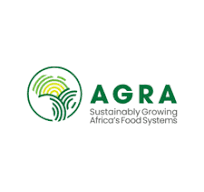 AGRA
Sustainably Growing
Africa's Food Systems